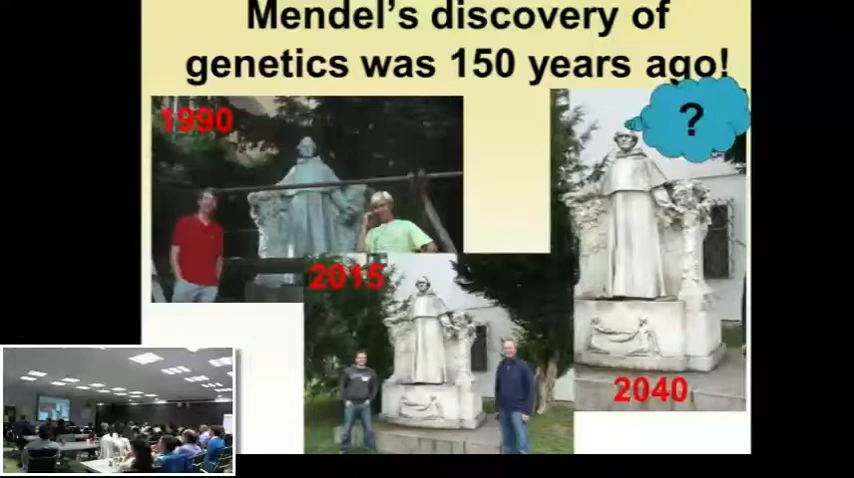 Mendel's discovery of
genetics was 150 years ago!
1990
?
2015
2040